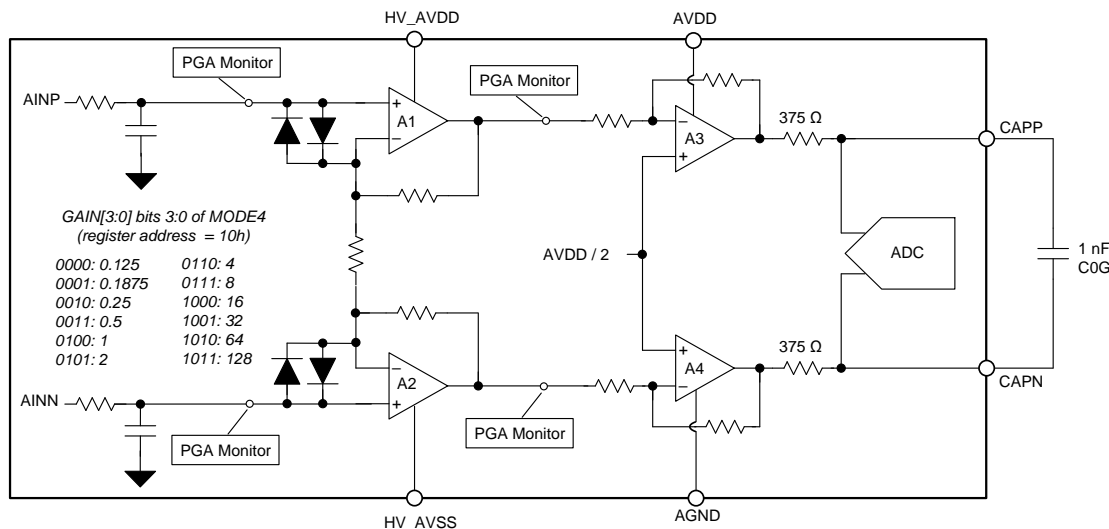 HV_AVDD
AVDD
PGA Monitor
PGA Monitor
AINP
+
A1
−
−
A3
+
375 Ω
CAPP
GAIN[3:0] bits 3:0 of MODE4
(register address = 10h)
0000: 0.125
0110: 4
0001: 0.1875
0111: 8
0010: 0.25
1000: 16
0011: 0.5
1001: 32
0100: 1
1010: 64
0101: 2
1011: 128
AVDD / 2
ADC
1 nF
C0G
375 Ω
−
A2
+
+
A4
−
CAPN
AINN
PGA Monitor
PGA Monitor
HV_AVSS
AGND